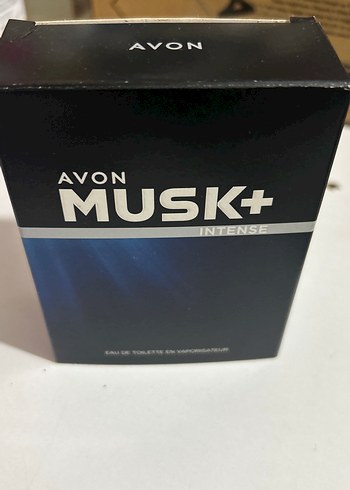 AVON
AVON
MUSK+
INTENSE
EAU DE TOILETTE EN VAPORISATEUR